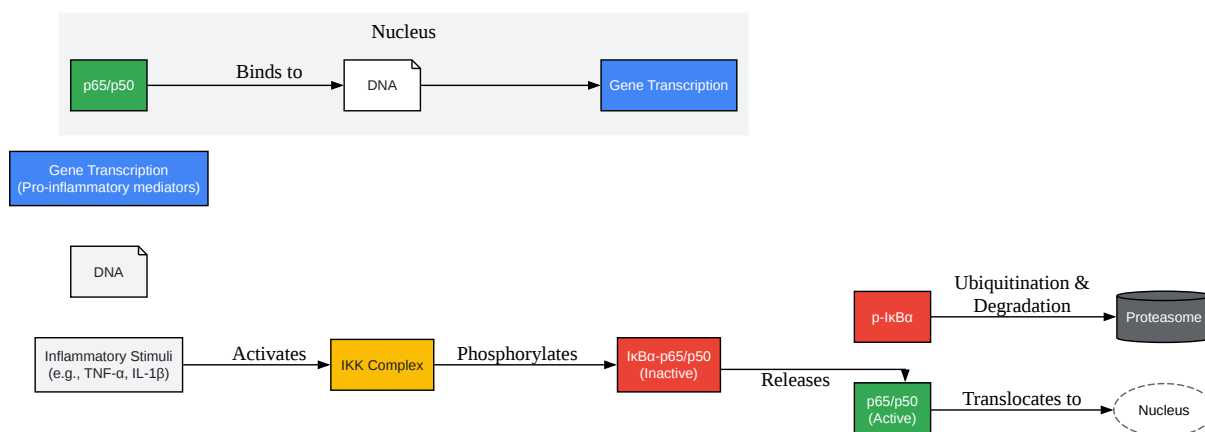 Nucleus
p65/p50
Binds to
DNA
Gene Transcription
Gene Transcription
(Pro-inflammatory mediators)
DNA
Inflammatory Stimuli
(e.g., TNF-α, IL-1β)
Activates
IKK Complex
Phosphorylates
IκBα-p65/p50
(Inactive)
Releases
p-IκBα
Ubiquitination &
Degradation
Proteasome
p65/p50
(Active)
Translocates to
Nucleus